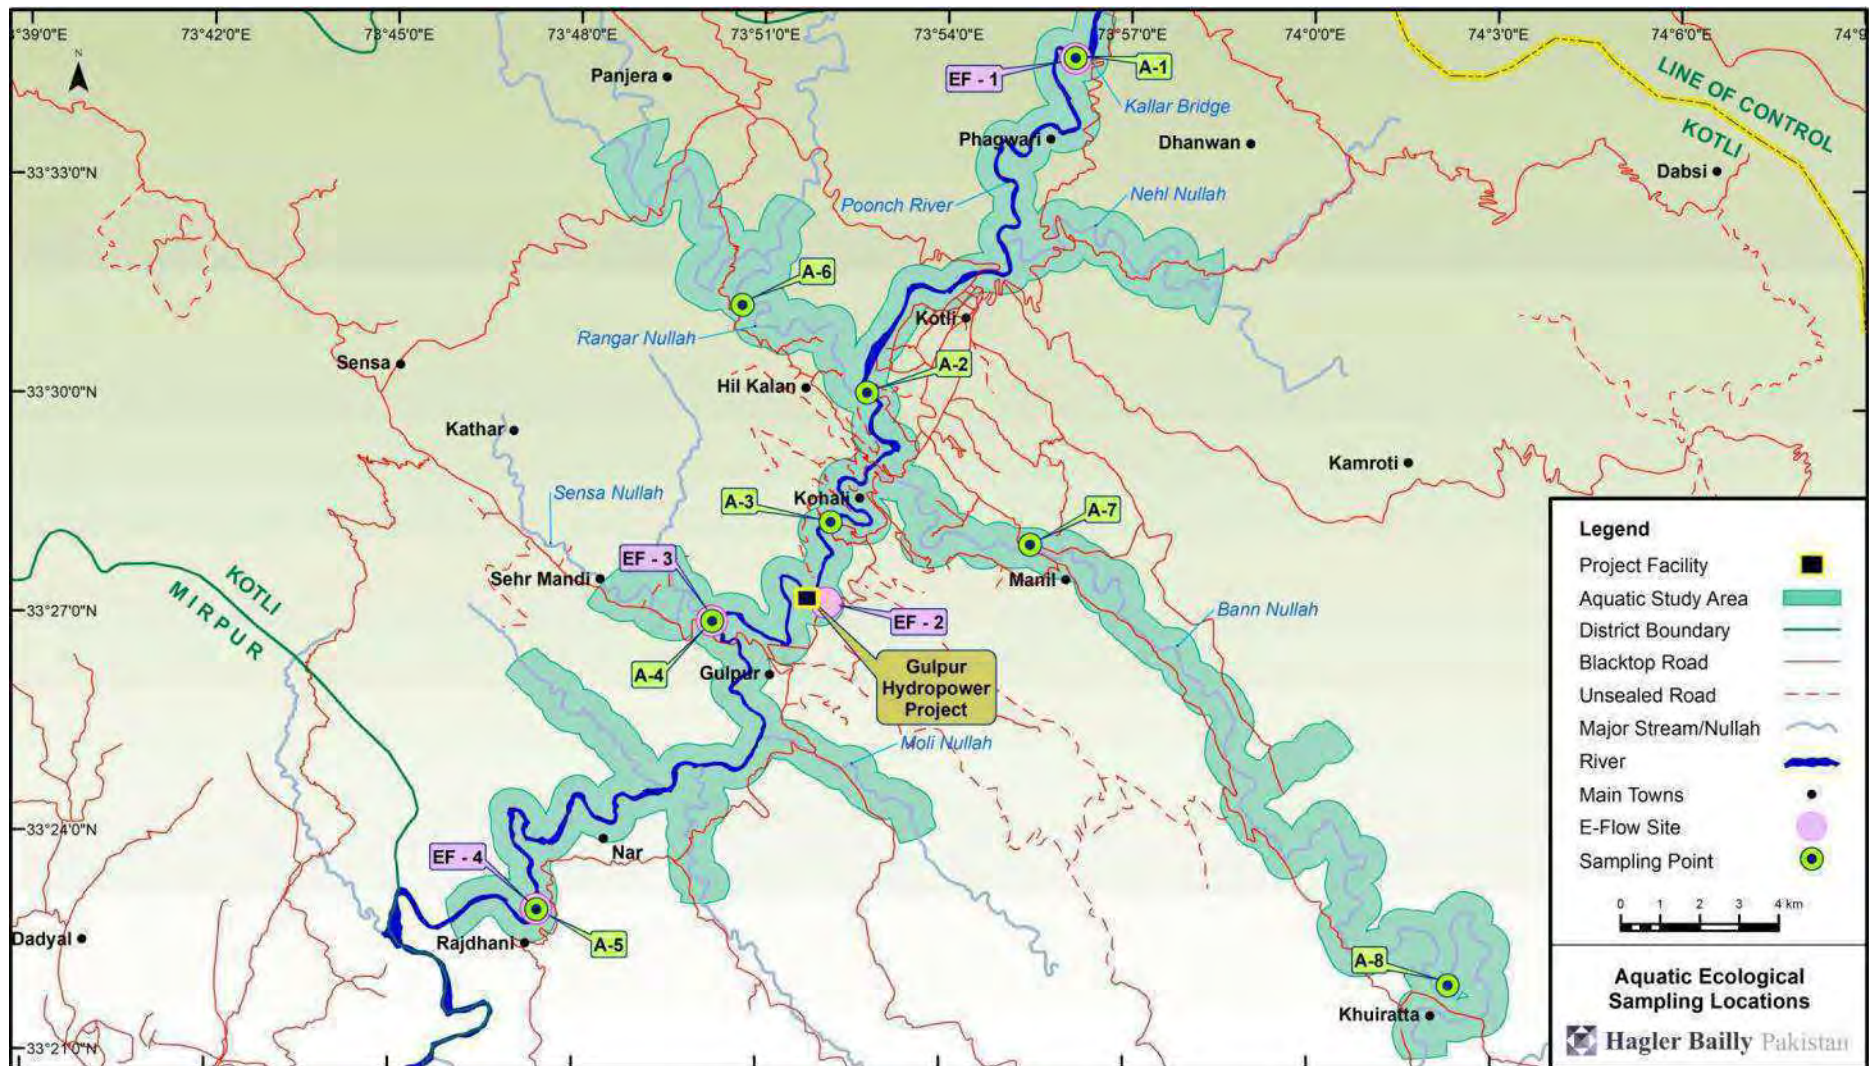 73°39'0"E
73°42'0"E
73°45'0"E
73°48'0"E
73°51'0"E
73°54'0"E
73°57'0"E
74°0'0"E
74°3'0"E
74°6'0"E
74°9
N
Panjera
EF - 1
A-1
Kallar Bridge
LINE OF CONTROL
KOTLI
Phagwari
Dhanwan
Dabsi
33°33'0"N
Nehl Nullah
Poonch River
A-6
Rangar Nullah
Kotli
Sensa
A-2
Hil Kalan
33°30'0"N
Kathar
Kamroti
Sensa Nullah
A-3
Kohali
A-7
EF - 3
Sehr Mandi
Manil
KOTLI
MIRPUR
33°27'0"N
EF - 2
Bann Nullah
A-4
Gulpur
Gulpur
Hydropower
Project
Moli Nullah
33°24'0"N
Nar
EF - 4
Dadyal
Rajdhani
A-5
A-8
Khuiratta
33°21'0"N
Legend
Project Facility
Aquatic Study Area
District Boundary
Blacktop Road
Unsealed Road
Major Stream/Nullah
River
Main Towns
E-Flow Site
Sampling Point
0 1 2 3 4 km
Aquatic Ecological
Sampling Locations
Hagler Bailly Pakistan